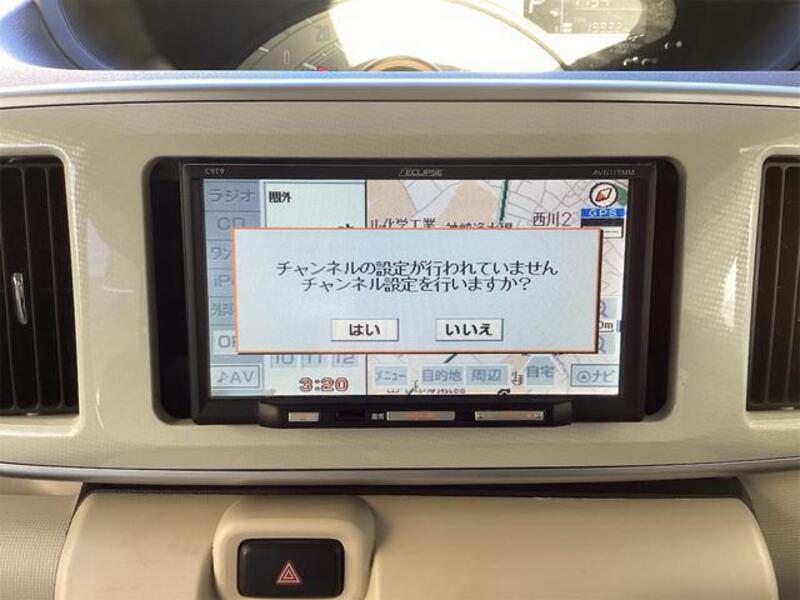 20
0
P
C9T9
ECLIPSE
AVN119MM
ラジオ
圏外
西川2
GPS
CD
チャンネルの設定が行われていません
チャンネル設定を行いますか?
はい
いいえ
10 11 12
♪AV
3:20
メニュー
目的地
周辺
自宅
ナビ